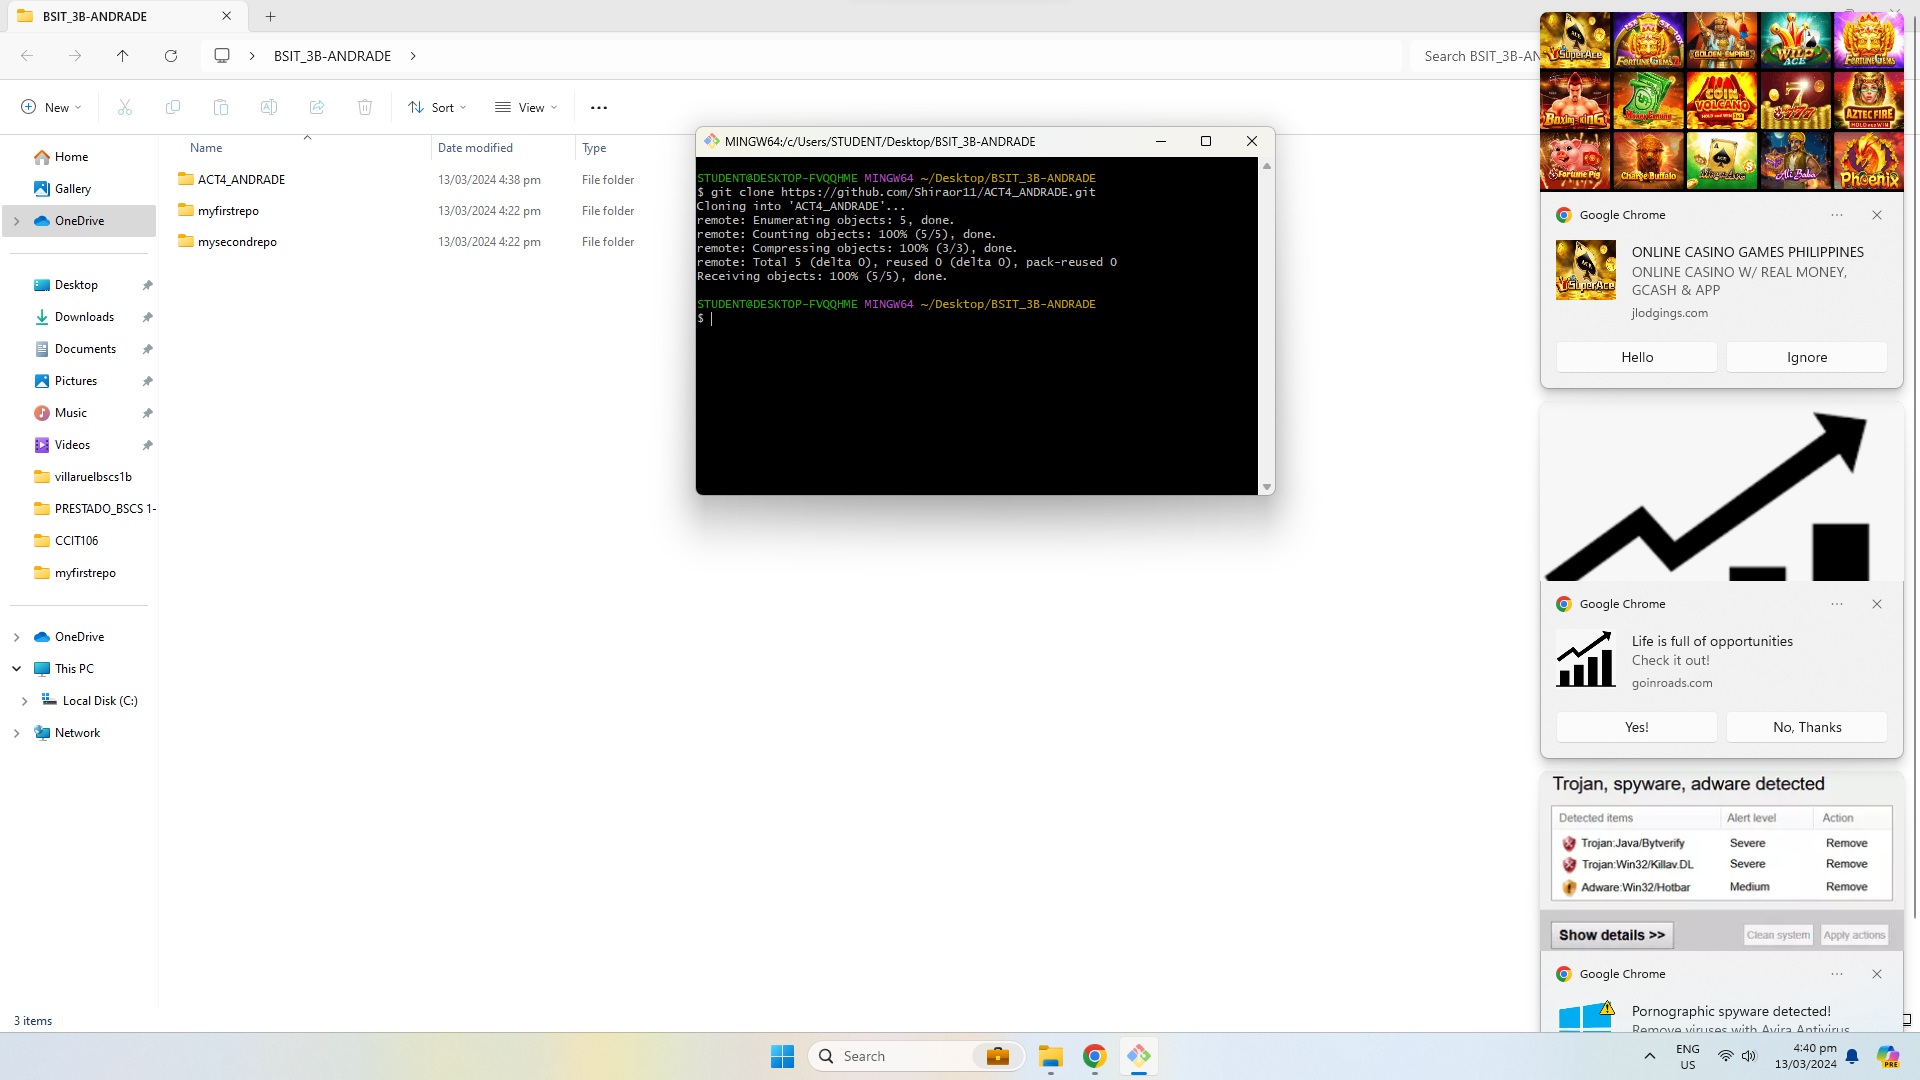 BSIT_3B-ANDRADE
BSIT_3B-ANDRADE
Search BSIT_3B-AN
New
Sort
View
Name
Date modified
Type
ACT4_ANDRADE
13/03/2024 4:38 pm
File folder
myfirstrepo
13/03/2024 4:22 pm
File folder
mysecondrepo
13/03/2024 4:22 pm
File folder
Home
Gallery
OneDrive
Desktop
Downloads
Documents
Pictures
Music
Videos
villaruelbscs1b
PRESTADO_BSCS 1-
CCIT106
myfirstrepo
OneDrive
This PC
Local Disk (C:)
Network
3 items
MINGW64:/c/Users/STUDENT/Desktop/BSIT_3B-ANDRADE
STUDENT@DESKTOP-FVQQHME MINGW64 ~/Desktop/BSIT_3B-ANDRADE
$ git clone https://github.com/Shiraor11/ACT4_ANDRADE.git
Cloning into 'ACT4_ANDRADE'...
remote: Enumerating objects: 5, done.
remote: Counting objects: 100% (5/5), done.
remote: Compressing objects: 100% (3/3), done.
remote: Total 5 (delta 0), reused 0 (delta 0), pack-reused 0
Receiving objects: 100% (5/5), done.
STUDENT@DESKTOP-FVQQHME MINGW64 ~/Desktop/BSIT_3B-ANDRADE
$
SuperAce
FORTUNE GEMS
GOLDEN EMPIRE
WILD ACE
FORTUNE GEMS
Boxing King
Money Coming
COIN VOLCANO
777
AZTEC FIRE
Fortune Pig
Charge Buffalo
Ali Baba
Phoenix
Google Chrome
SuperAce
ONLINE CASINO GAMES PHILIPPINES
ONLINE CASINO W/ REAL MONEY,
GCASH & APP
jlodgings.com
Hello
Ignore
Google Chrome
Life is full of opportunities
Check it out!
goinroads.com
Yes!
No, Thanks
Trojan, spyware, adware detected
Detected items
Alert level
Action
Trojan:Java/Bytverify
Severe
Remove
Trojan:Win32/Killav.DL
Severe
Remove
Adware:Win32/Hotbar
Medium
Remove
Show details >>
Clean system
Apply actions
Google Chrome
Pornographic spyware detected!
Remove viruses with Avira Antivirus
Search
ENG
US
4:40 pm
13/03/2024
PRE